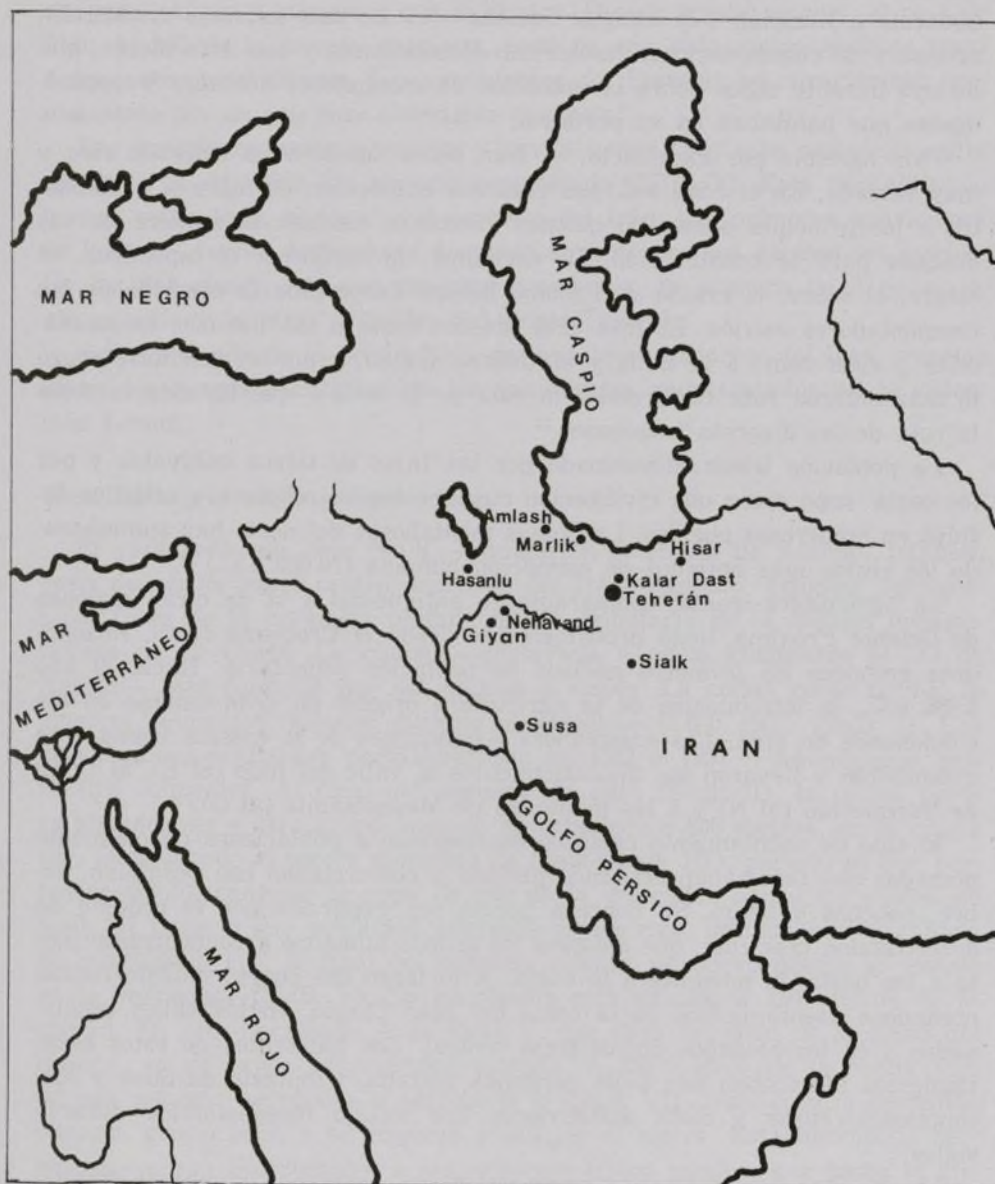 MAR NEGRO
MAR CASPIO
Amlash
Marlik
Hisar
Hasanlu
Kalar Dast
Teherán
Nehavand
Giyan
MAR
MEDITERRANEO
Sialk
Susa
IRAN
GOLFO PERSICO
MAR ROJO